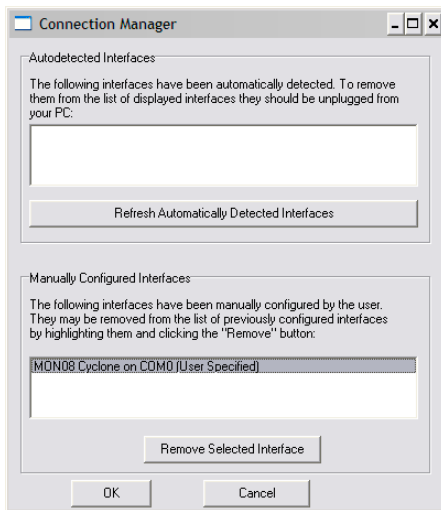 Connection Manager
Autodetected Interfaces
The following interfaces have been automatically detected. To remove
them from the list of displayed interfaces they should be unplugged from
your PC:
Refresh Automatically Detected Interfaces
Manually Configured Interfaces
The following interfaces have been manually configured by the user.
They may be removed from the list of previously configured interfaces
by highlighting them and clicking the "Remove" button:
MON08 Cyclone on COM0 (User Specified)
Remove Selected Interface
OK
Cancel